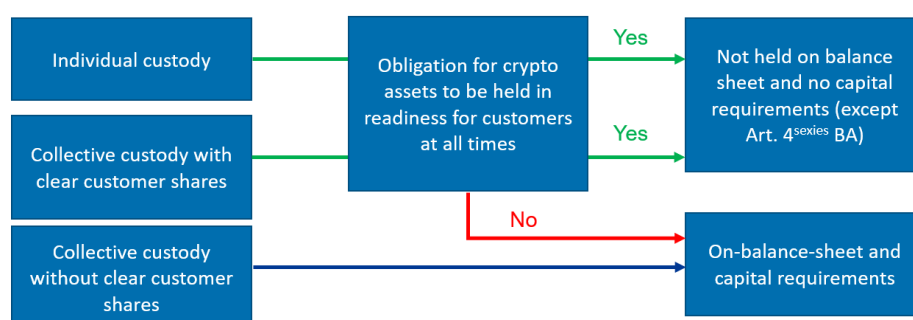 Individual custody
Collective custody with
clear customer shares
Collective custody
without clear customer
shares
Obligation for crypto
assets to be held in
readiness for customers
at all times
Yes
Yes
No
Not held on balance
sheet and no capital
requirements (except
Art. 4sexies BA)
On-balance-sheet and
capital requirements